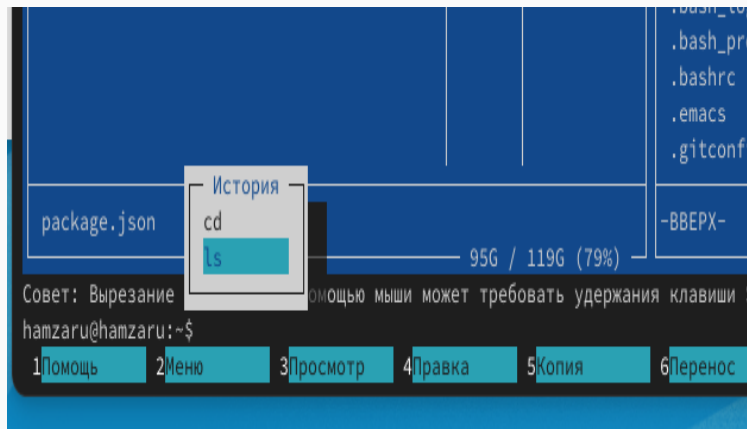 .bash_pr
.bashrc
.emacs
.gitconf
История
package.json
cd
-ВВЕРХ-
ls
95G / 119G (79%)
Совет: Вырезание мощью мыши может требовать удержания клавиши
hamzaru@hamzaru:~$
1Помощь 2Меню 3Просмотр 4Правка 5Копия 6Перенос